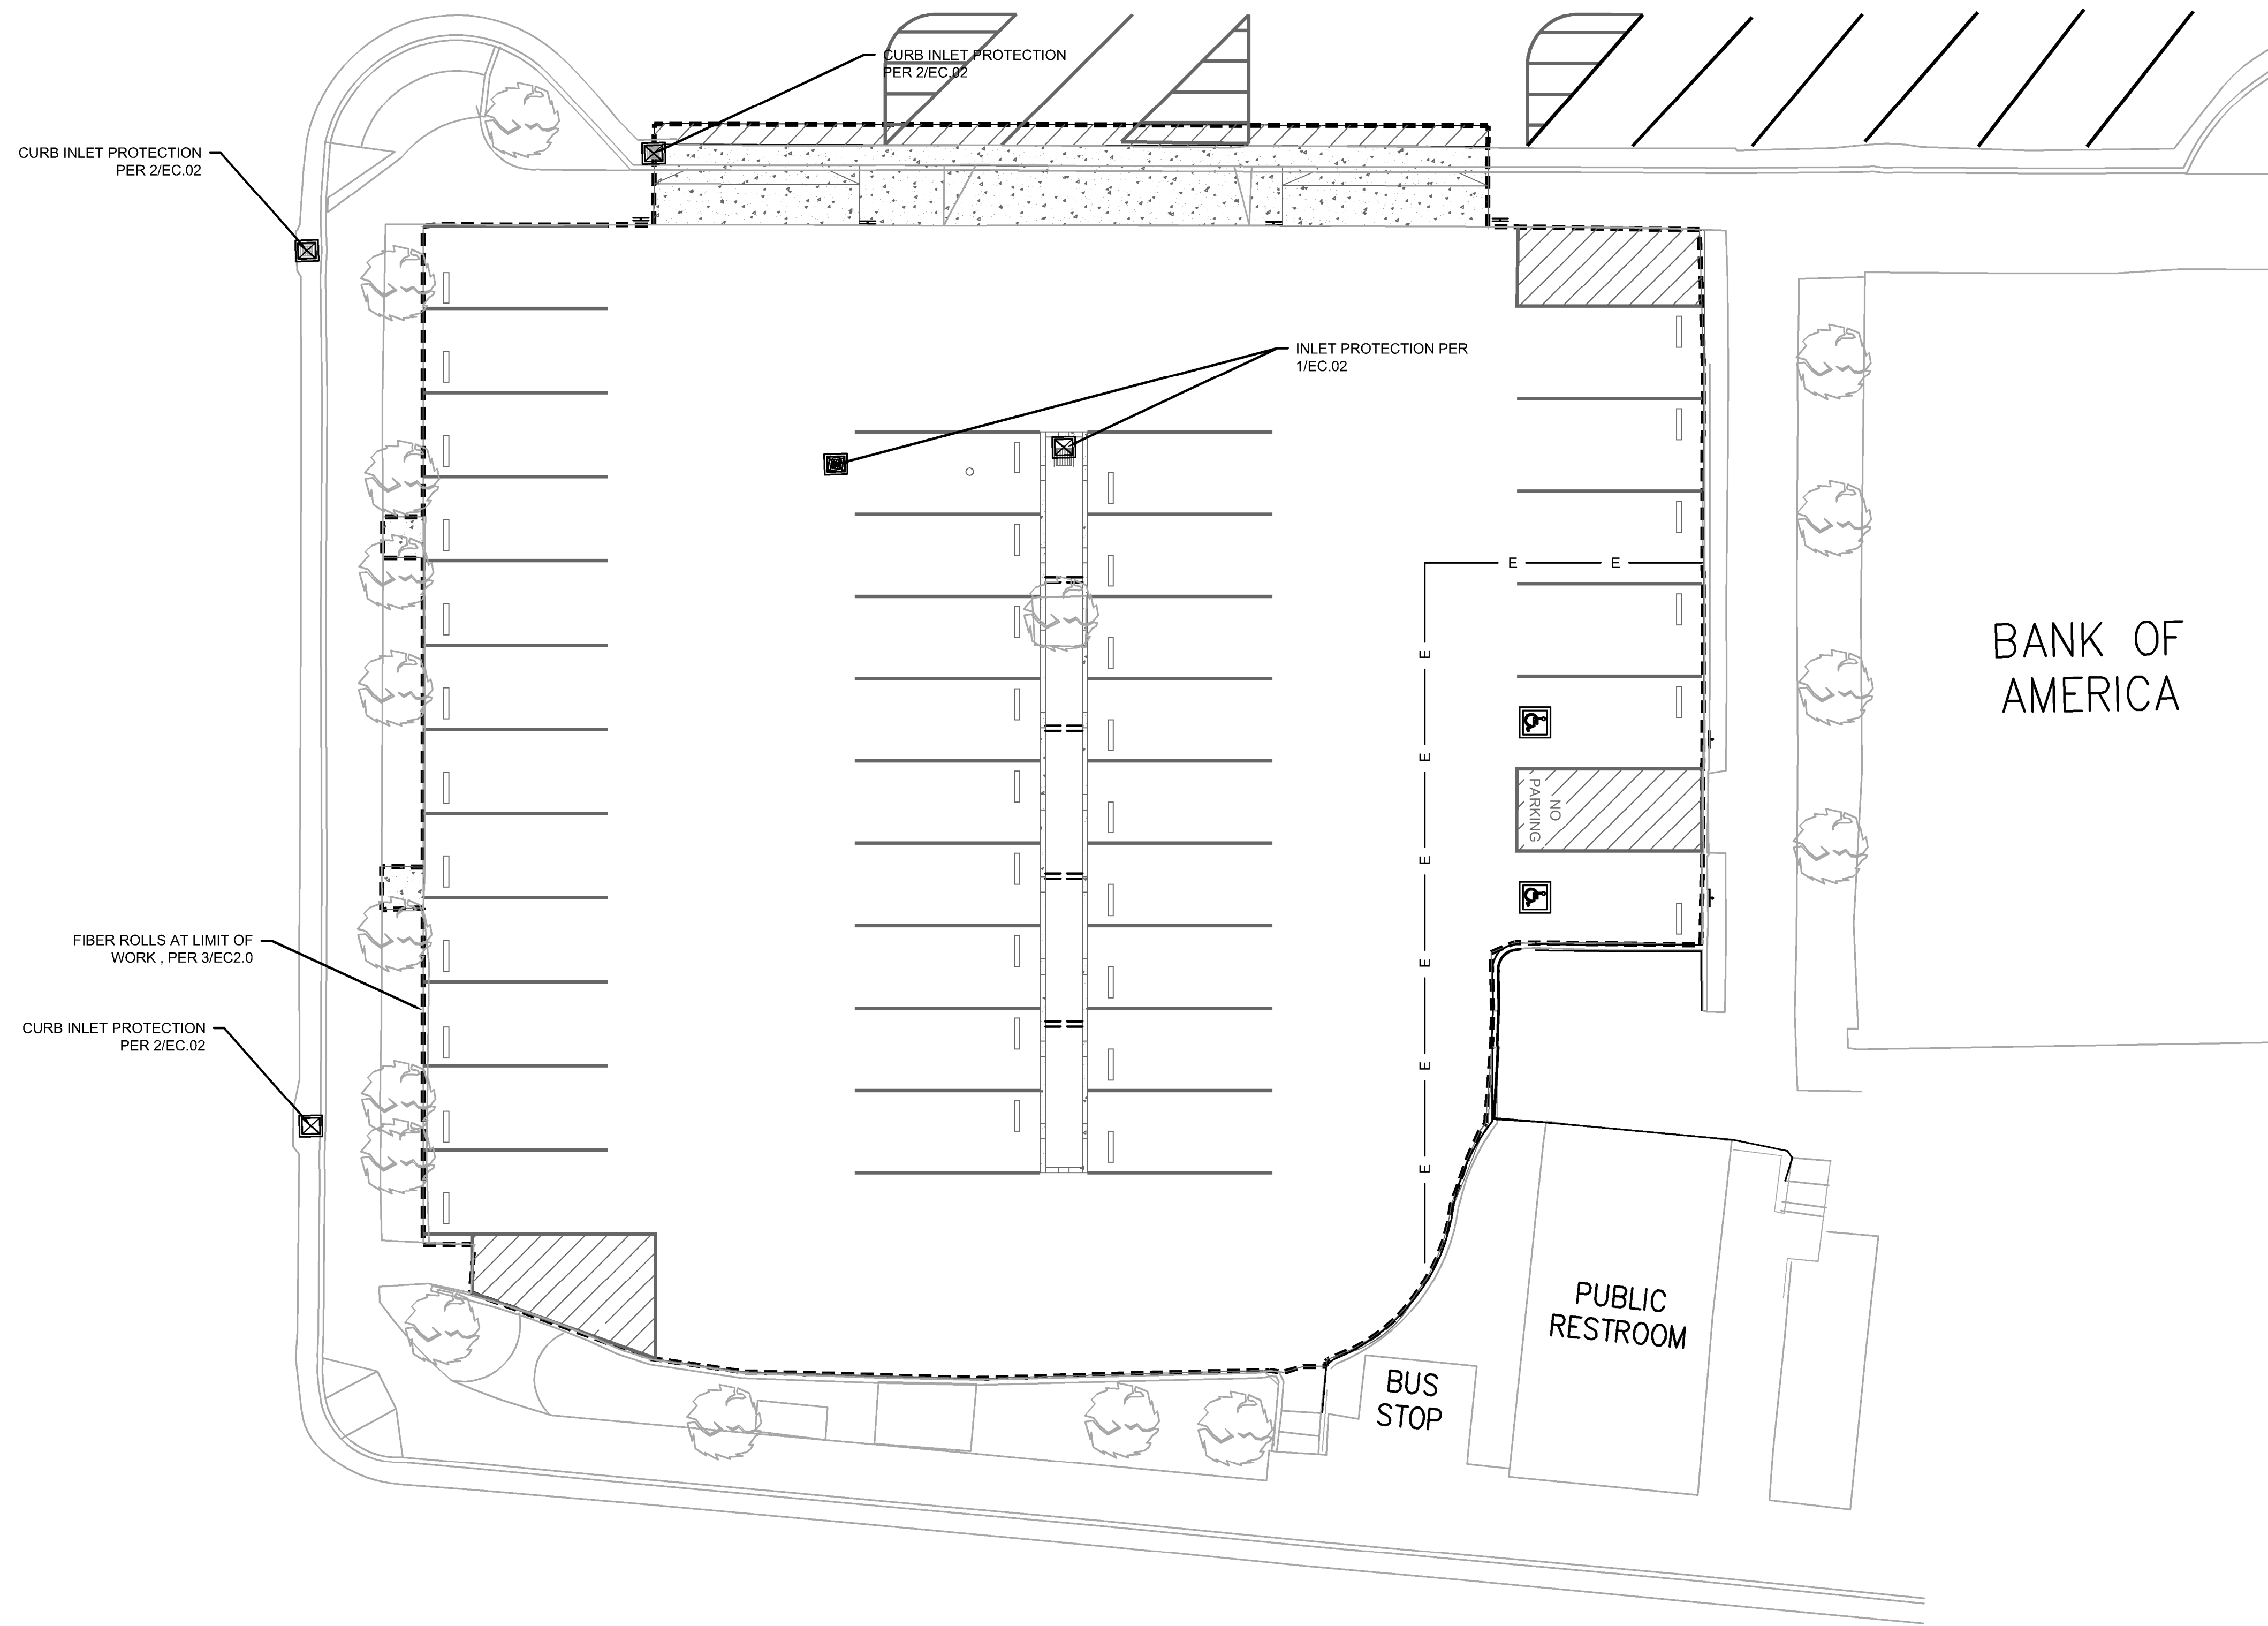 CURB INLET PROTECTION
PER 2/EC.02
CURB INLET PROTECTION
PER 2/EC.02
INLET PROTECTION PER
1/EC.02
E
E
E
E
E
E
E
E
BANK OF
AMERICA
NO
PARKING
FIBER ROLLS AT LIMIT OF
WORK , PER 3/EC2.0
CURB INLET PROTECTION
PER 2/EC.02
PUBLIC
RESTROOM
BUS
STOP